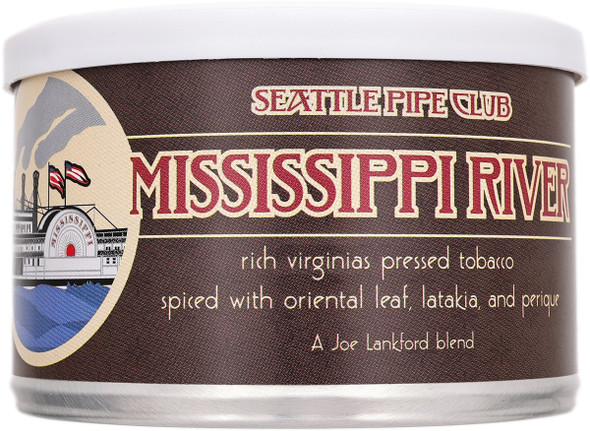 SEATTLE PIPE CLUB
MISSISSIPPI RIVER
rich virginias pressed tobacco
spiced with oriental leaf, latakia, and perique
A Joe Lankford blend
MISSISSIPPI